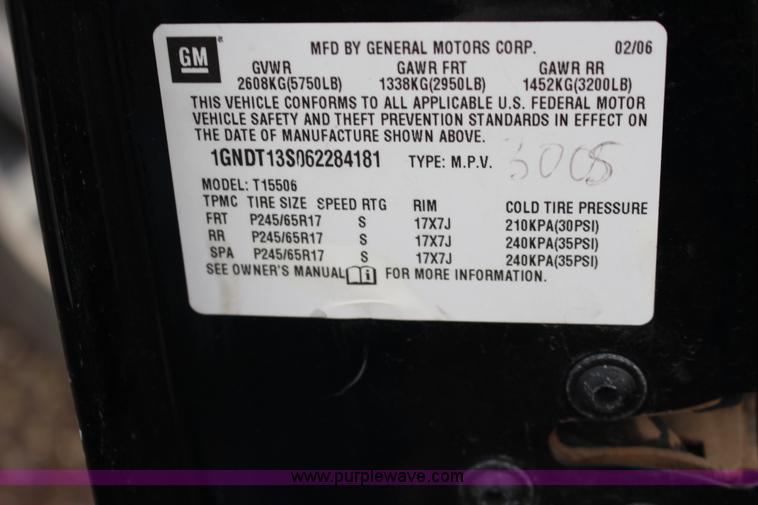 GM
MFD BY GENERAL MOTORS CORP. 02/06
GVWR GAWR FRT GAWR RR
2608KG(5750LB) 1338KG(2950LB) 1452KG(3200LB)
THIS VEHICLE CONFORMS TO ALL APPLICABLE U.S. FEDERAL MOTOR
VEHICLE SAFETY AND THEFT PREVENTION STANDARDS IN EFFECT ON
THE DATE OF MANUFACTURE SHOWN ABOVE.
1GNDT13S062284181 TYPE: M.P.V.
MODEL: T15506
TPMC TIRE SIZE SPEED RTG RIM COLD TIRE PRESSURE
FRT P245/65R17 S 17X7J 210KPA(30PSI)
RR P245/65R17 S 17X7J 240KPA(35PSI)
SPA P245/65R17 S 17X7J 240KPA(35PSI)
SEE OWNER'S MANUAL FOR MORE INFORMATION.
www.purplewave.com